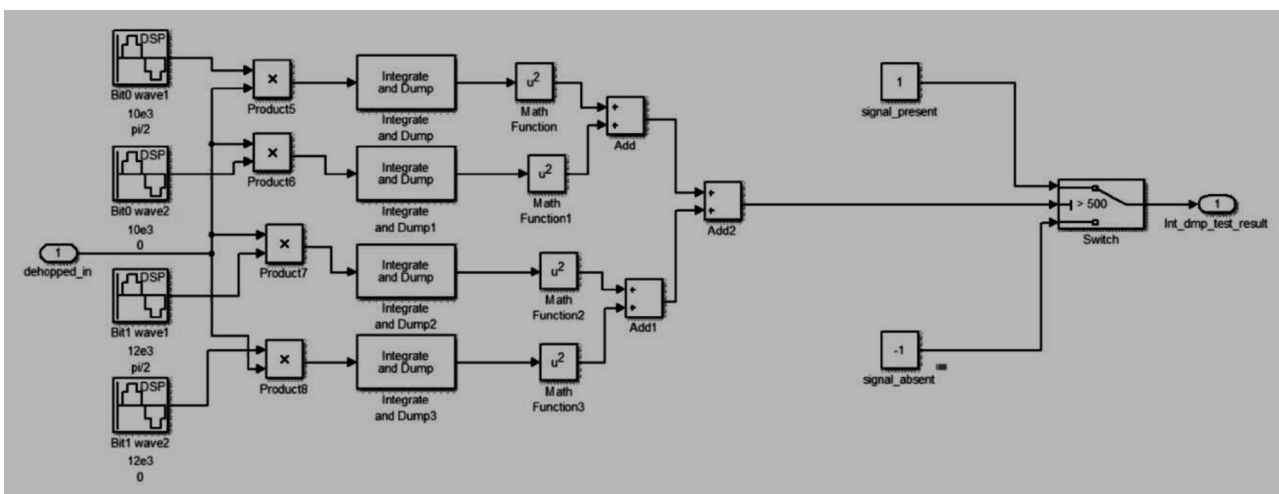 DSP
Bit0 wave1
10e3
pi/2
×
Product5
Integrate
and Dump
Integrate
and Dump
u2
Math
Function
+
+
Add
DSP
Bit0 wave2
10e3
0
×
Product6
Integrate
and Dump
Integrate
and Dump1
u2
Math
Function1
1
dehopped_in
×
Product7
Integrate
and Dump
Integrate
and Dump2
u2
Math
Function2
+
+
Add1
DSP
Bit1 wave1
12e3
pi/2
×
Product8
Integrate
and Dump
Integrate
and Dump3
u2
Math
Function3
DSP
Bit1 wave2
12e3
0
+
+
Add2
1
signal_present
> 500
Switch
1
Int_dmp_test_result
-1
signal_absent